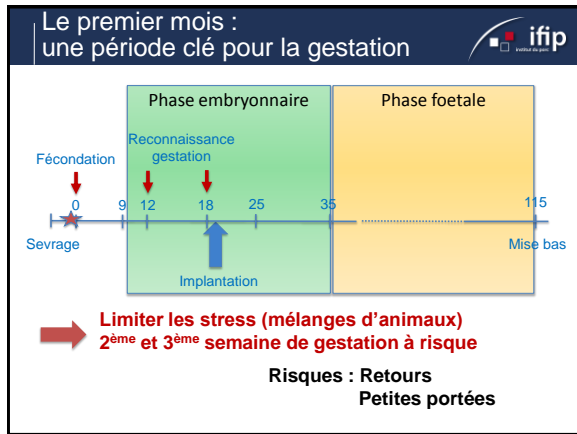 Le premier mois :
une période clé pour la gestation
ifip
institut du porc
Phase embryonnaire
Phase foetale
Reconnaissance
gestation
Fécondation
0 9 12 18 25 35 115
Sevrage
Mise bas
Implantation
Limiter les stress (mélanges d'animaux)
2ème et 3ème semaine de gestation à risque
Risques : Retours
Petites portées